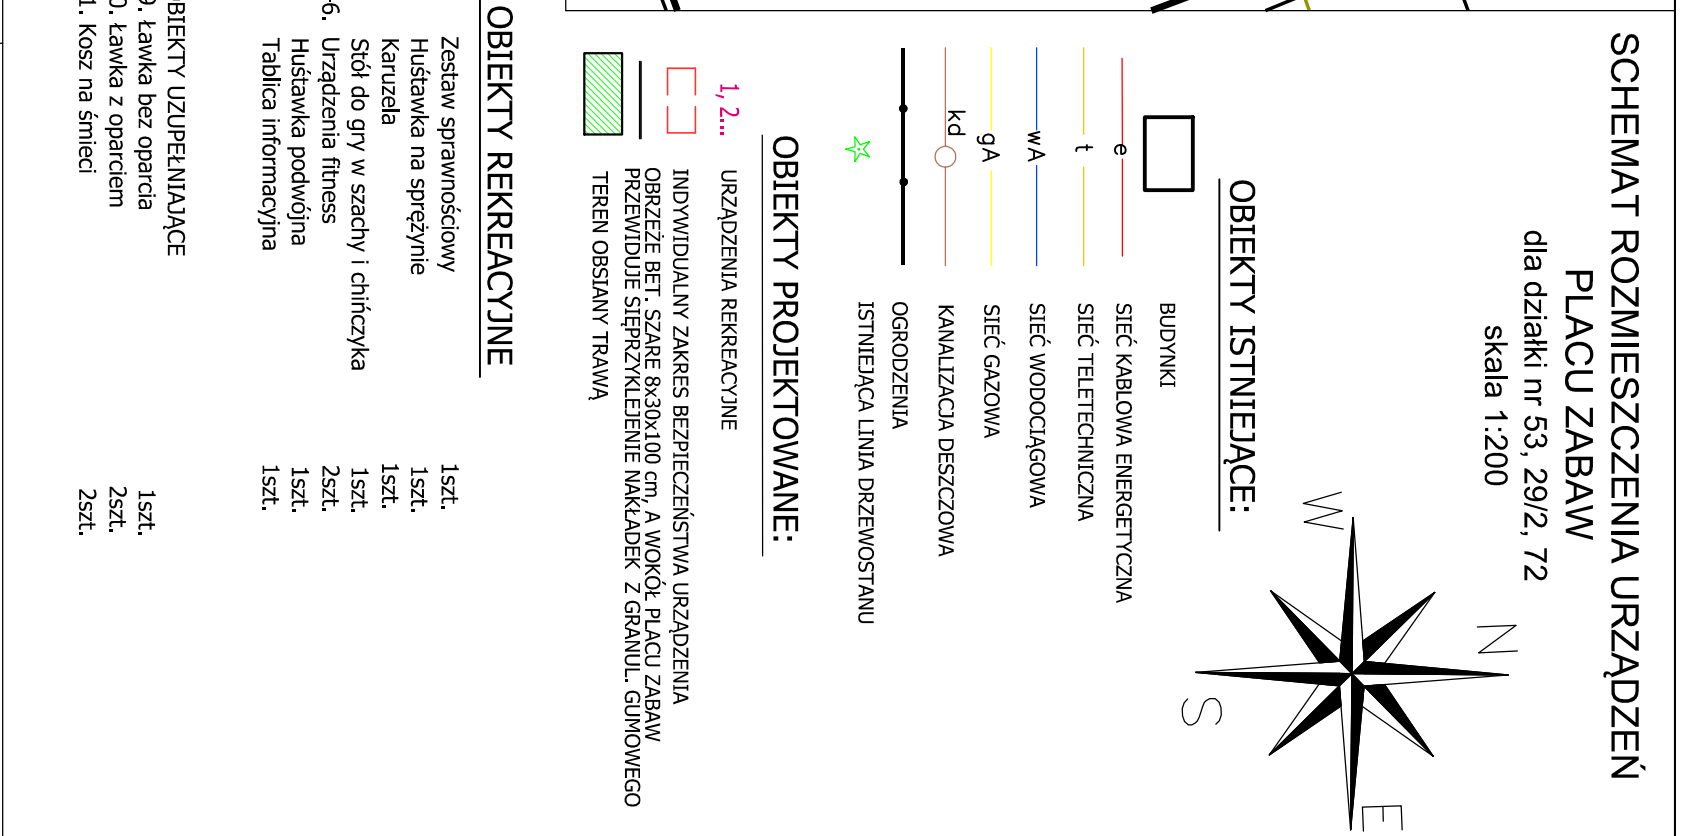 SCHEMAT ROZMIESZCZENIA URZĄDZEŃ
PLACU ZABAW
dla działki nr 53, 29/2, 72
skala 1:200
N
W
E
S
OBIEKTY ISTNIEJĄCE:
BUDYNKI
e SIEĆ KABLOWA ENERGETYCZNA
t SIEĆ TELETECHNICZNA
wA SIEĆ WODOCIĄGOWA
gA SIEĆ GAZOWA
kd KANALIZACJA DESZCZOWA
OGRODZENIA
ISTNIEJĄCA LINIA DRZEWOSTANU
OBIEKTY PROJEKTOWANE:
1, 2... URZĄDZENIA REKREACYJNE
INDYWIDUALNY ZAKRES BEZPIECZEŃSTWA URZĄDZENIA
OBRZEŻE BET. SZARE 8x30x100 cm, A WOKÓŁ PLACU ZABAW
PRZEWIDUJE SIĘPRZYKLEJENIE NAKŁADEK Z GRANUL. GUMOWEGO
TEREN OBSIANY TRAWĄ
OBIEKTY REKREACYJNE
Zestaw sprawnościowy 1szt.
Huśtawka na sprężynie 1szt.
Karuzela 1szt.
Stół do gry w szachy i chińczyka 1szt.
6. Urządzenia fitness 2szt.
Huśtawka podwójna 1szt.
Tablica informacyjna 1szt.
OBIEKTY UZUPEŁNIAJĄCE
9. Ławka bez oparcia 1szt.
0. Ławka z oparciem 2szt.
1. Kosz na śmieci 2szt.